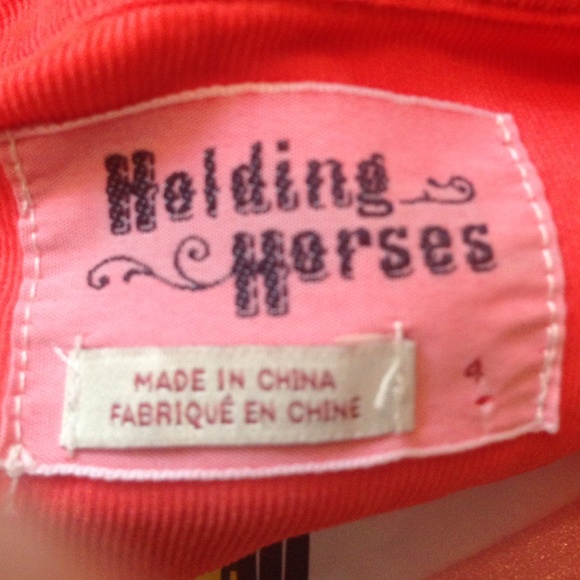 Holding
Horses
MADE IN CHINA
FABRIQUÉ EN CHINE
4